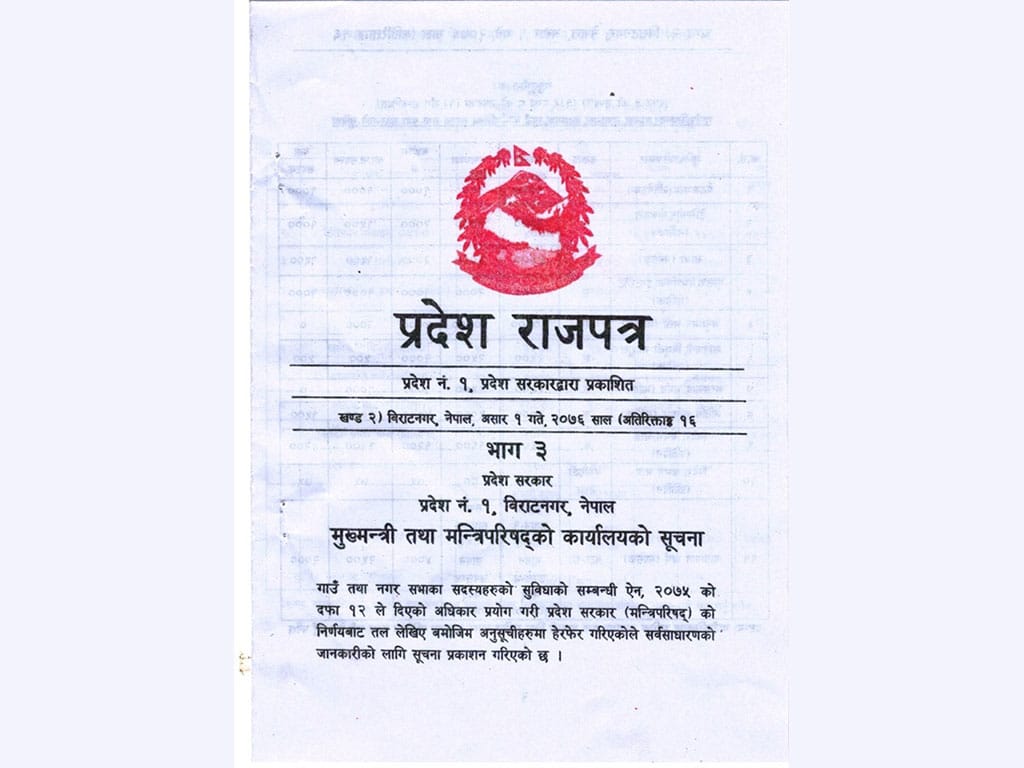 प्रदेश राजपत्र
प्रदेश नं. १, प्रदेश सरकारद्वारा प्रकाशित
खण्ड २) विराटनगर, नेपाल, असार १ गते, २०७६ साल (अतिरिक्ताङ्क १६
भाग ३
प्रदेश सरकार
प्रदेश नं. १, विराटनगर, नेपाल
मुख्मन्त्री तथा मन्त्रिपरिषद्को कार्यालयको सूचना
गाउँ तथा नगर सभाका सदस्यहरुको सुविधाको सम्बन्धी ऐन, २०७५ को
दफा १२ ले दिएको अधिकार प्रयोग गरी प्रदेश सरकार (मन्त्रिपरिषद्) को
निर्णयबाट तल लेखिए बमोजिम अनुसूचीहरुमा हेरफेर गरिएकोले सर्वसाधारणको
जानकारीको लागि सूचना प्रकाशन गरिएको छ ।